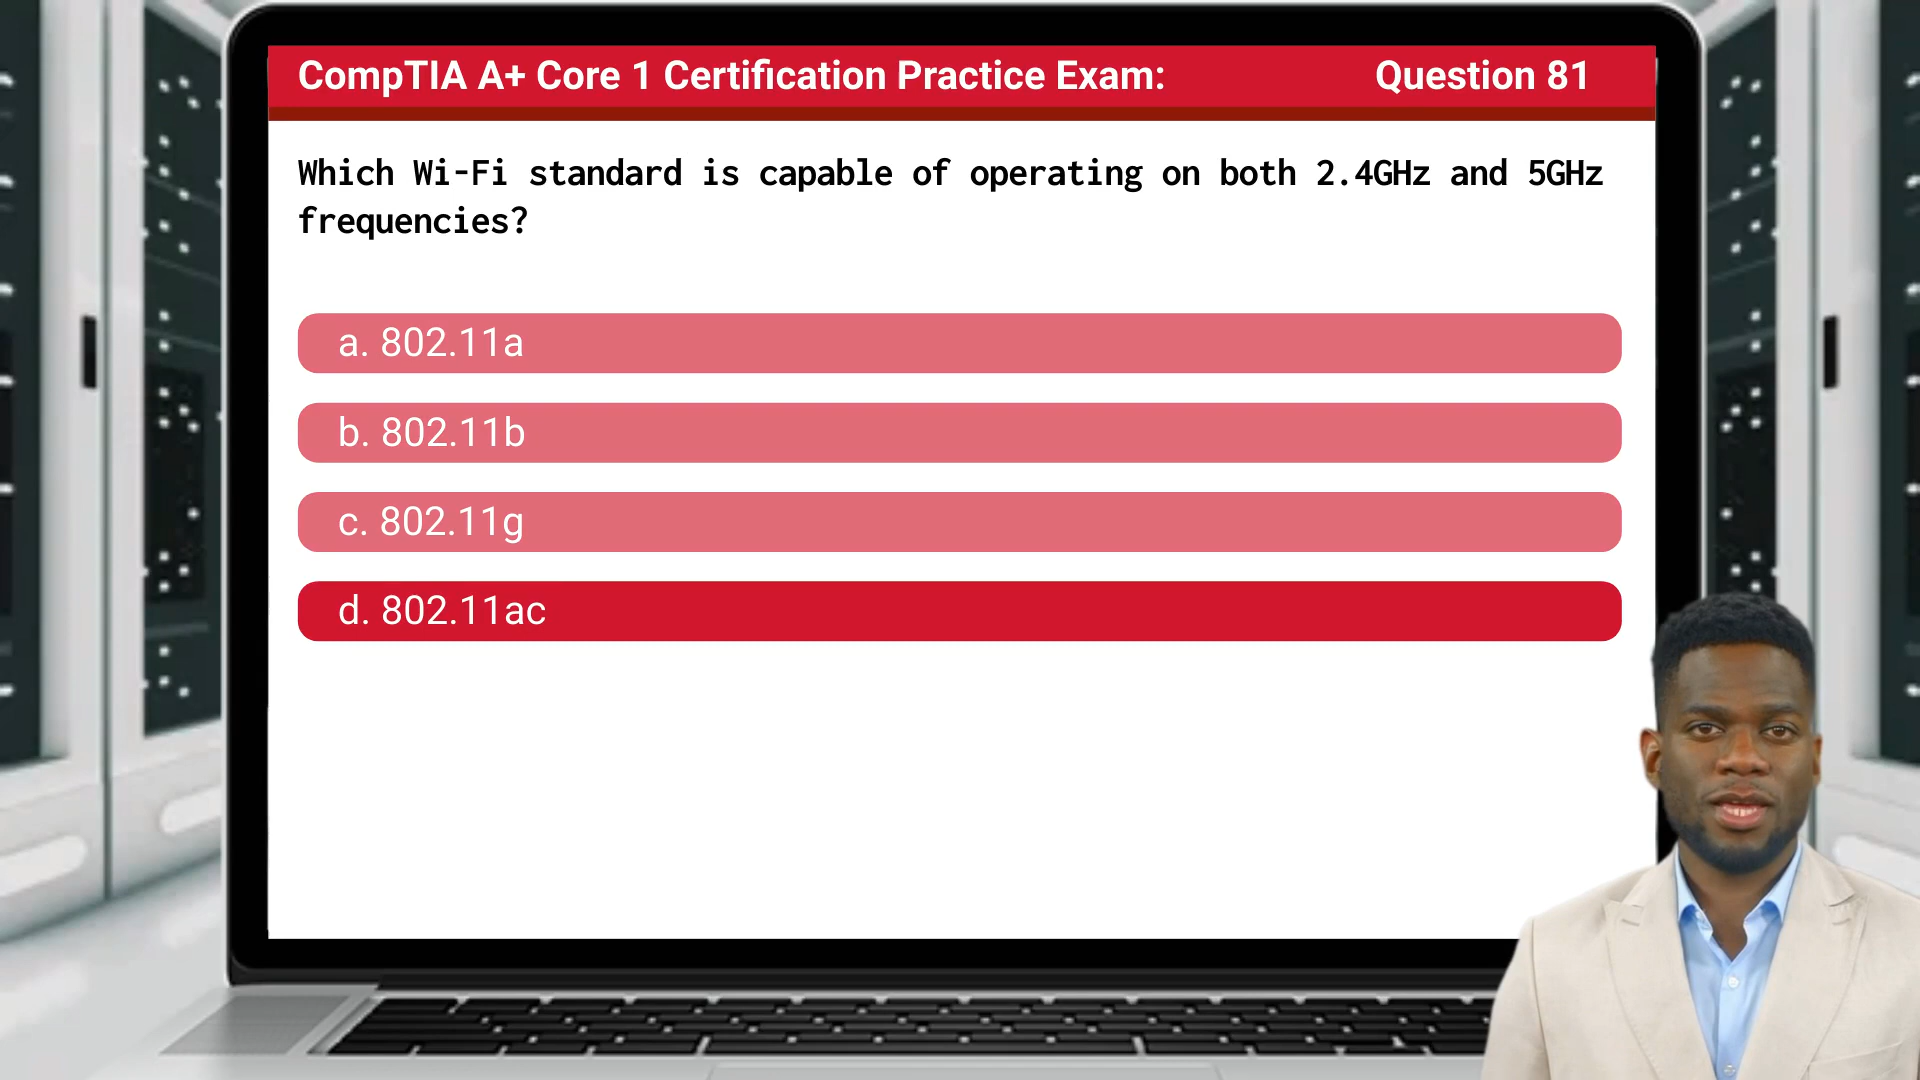 CompTIA A+ Core 1 Certification Practice Exam: Question 81
Which Wi-Fi standard is capable of operating on both 2.4GHz and 5GHz
frequencies?
a. 802.11a
b. 802.11b
c. 802.11g
d. 802.11ac